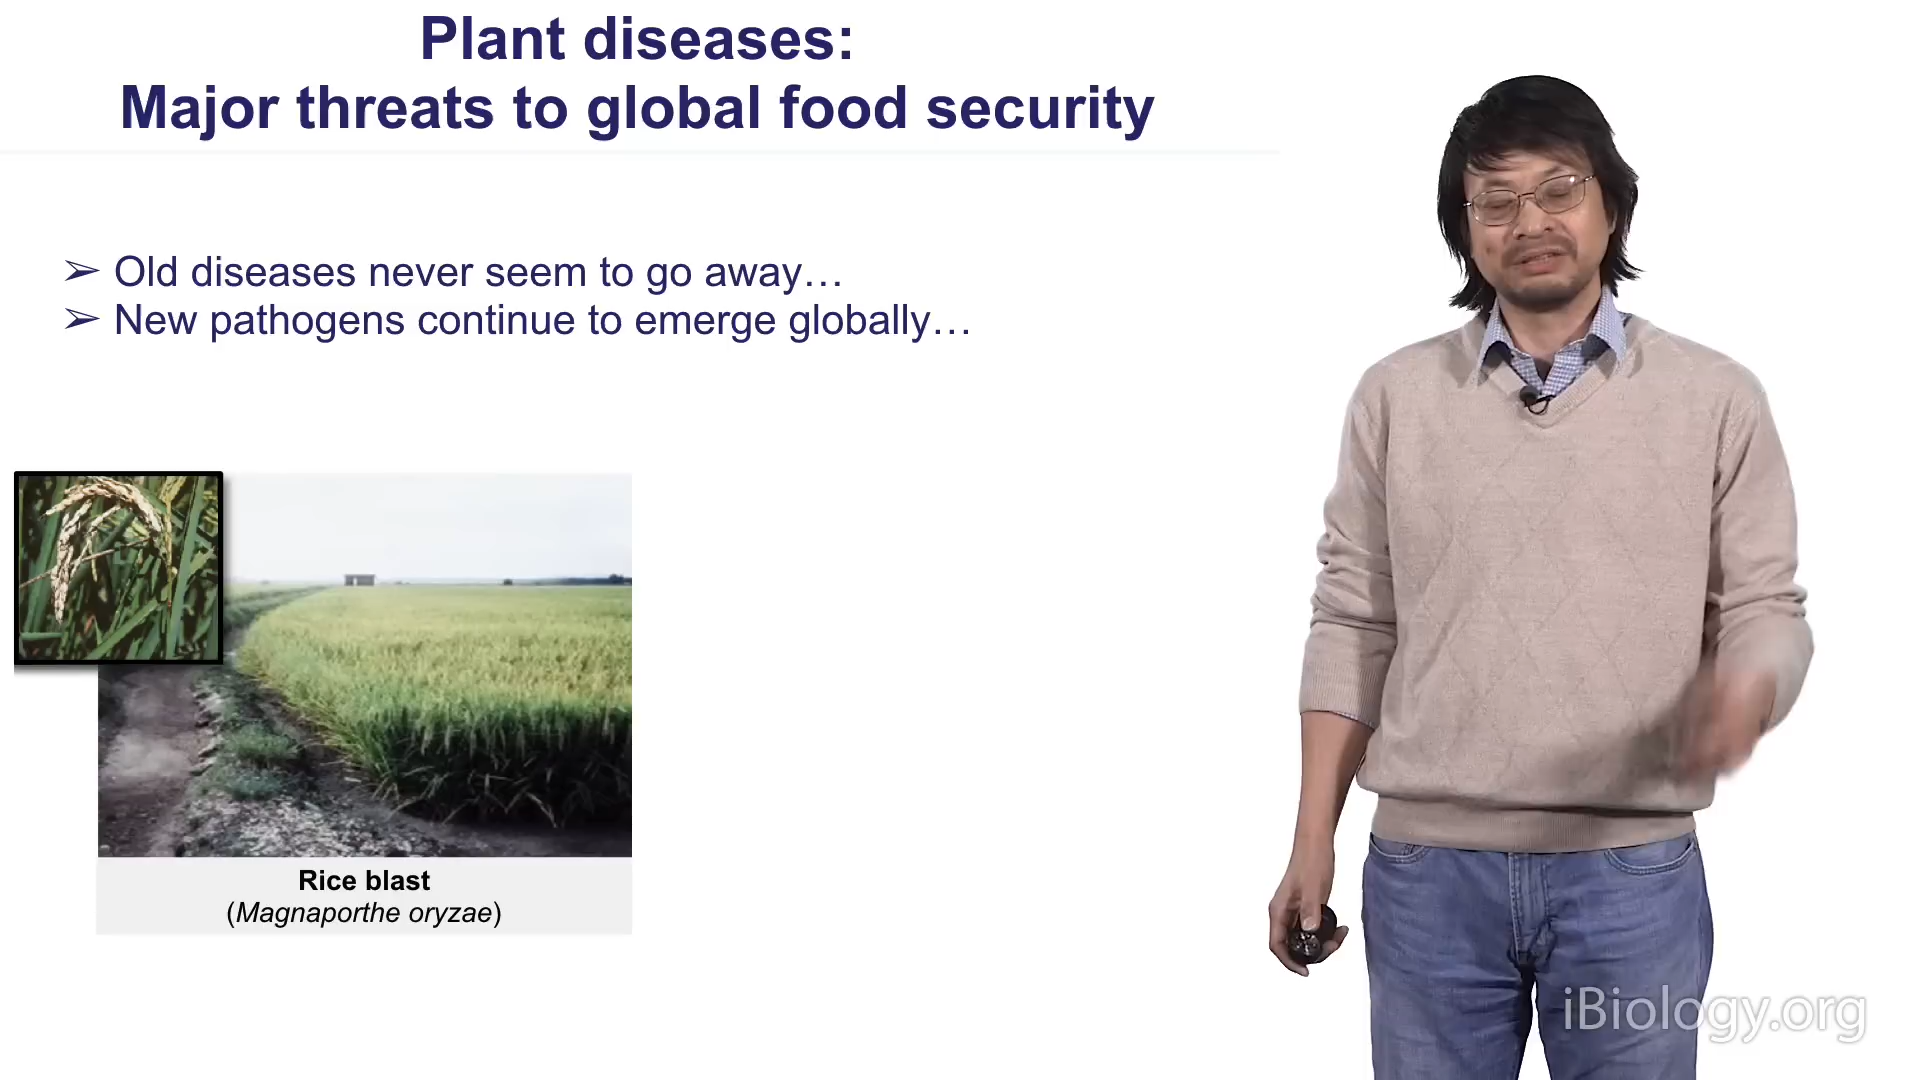 Plant diseases:
Major threats to global food security
➢ Old diseases never seem to go away…
➢ New pathogens continue to emerge globally…
Rice blast
(Magnaporthe oryzae)
iBiology.org